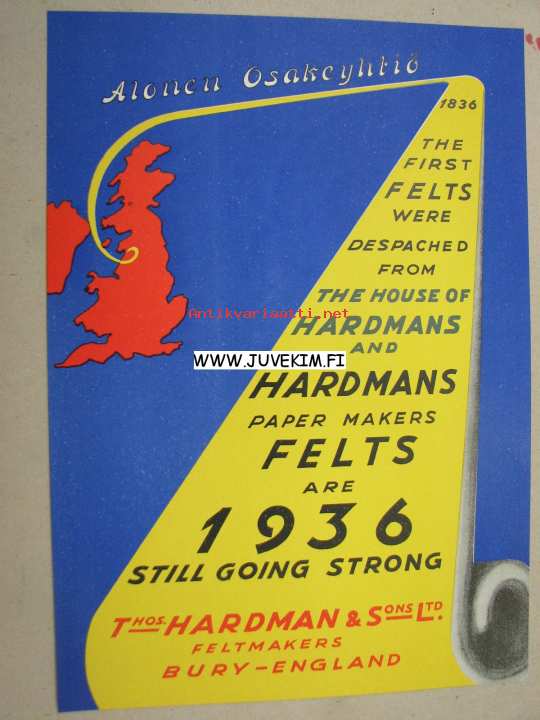 Alonen Osakeyhtiö
1836
THE
FIRST
FELTS
WERE
DESPACHED
FROM
THE HOUSE OF
Antikvariaatti.net
HARDMANS
AND
WWW.JUVEKIM.FI
HARDMANS
PAPER MAKERS
FELTS
ARE
1936
STILL GOING STRONG
THOS. HARDMAN & SONS LTD.
FELTMAKERS
BURY-ENGLAND